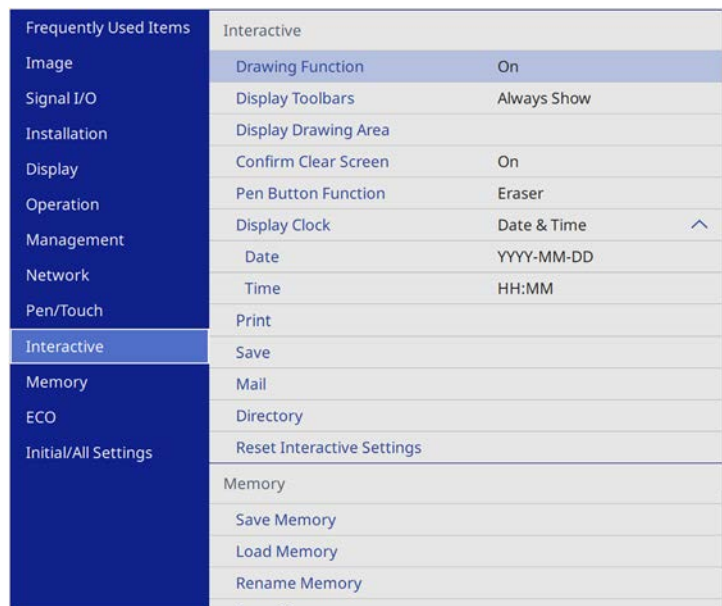 Frequently Used Items
Image
Signal I/O
Installation
Display
Operation
Management
Network
Pen/Touch
Interactive
Memory
ECO
Initial/All Settings
Interactive
Drawing Function On
Display Toolbars Always Show
Display Drawing Area
Confirm Clear Screen On
Pen Button Function Eraser
Display Clock Date & Time
Date YYYY-MM-DD
Time HH:MM
Print
Save
Mail
Directory
Reset Interactive Settings
Memory
Save Memory
Load Memory
Rename Memory